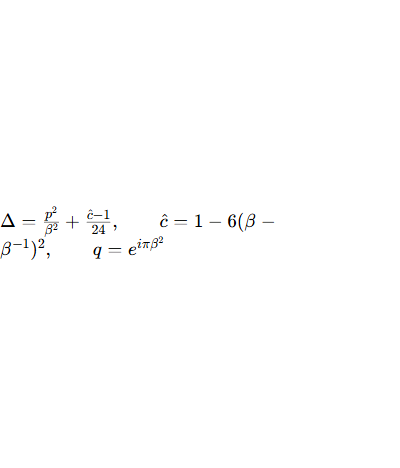 Δ = p²/β² + (ĉ−1)/24 ,   ĉ = 1 − 6(β −
β⁻¹)²,   q = e^{iπβ²}